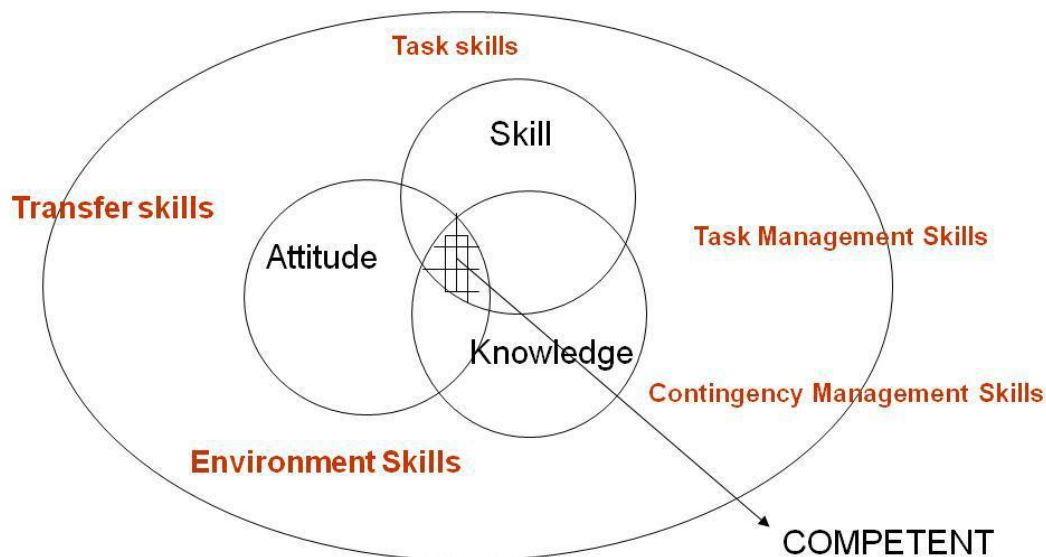 Task skills
Skill
Transfer skills
Task Management Skills
Attitude
Knowledge
Contingency Management Skills
Environment Skills
COMPETENT